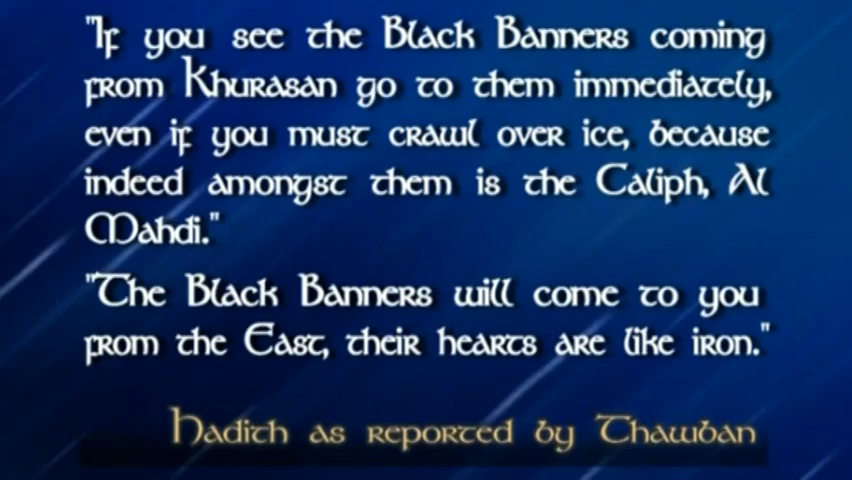 "If you see the Black Banners coming
from Khurasan go to them immediately,
even if you must crawl over ice, because
indeed amongst them is the Caliph, Al
Mahdi."
"The Black Banners will come to you
from the East, their hearts are like iron."
Hadith as reported by Thawban